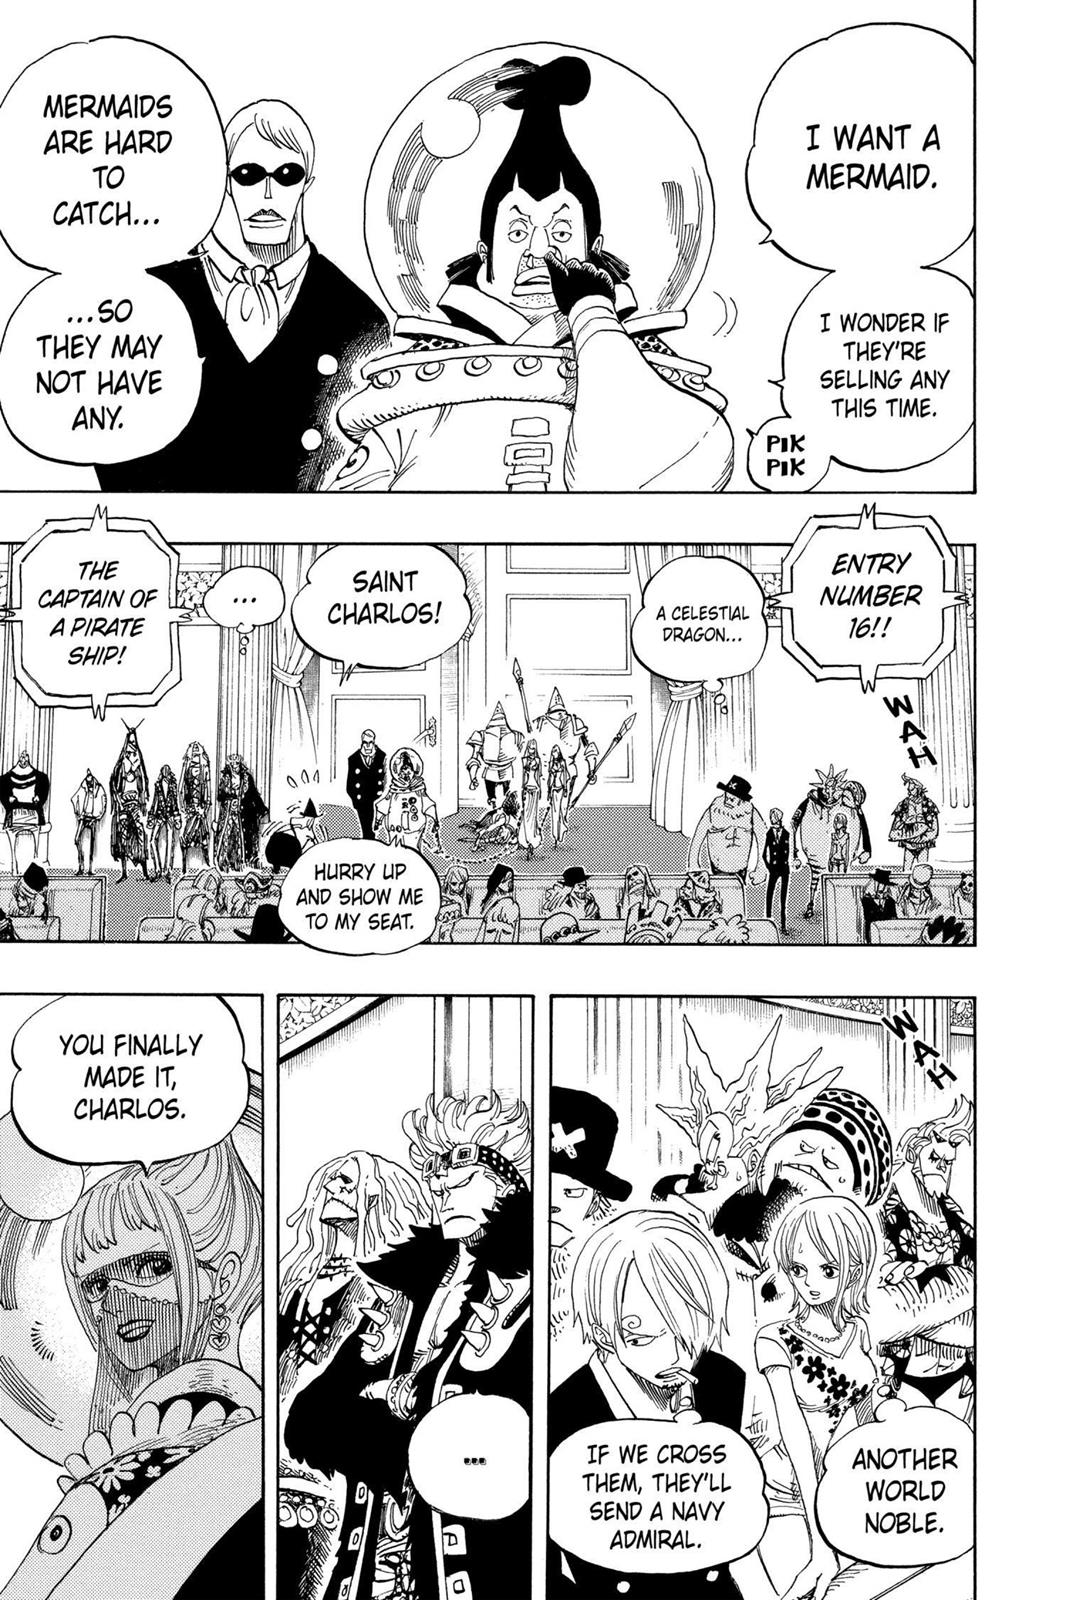 I WANT A
MERMAID.
I WONDER IF
THEY'RE
SELLING ANY
THIS TIME.
PIK
PIK
MERMAIDS
ARE HARD
TO
CATCH...
...SO
THEY MAY
NOT HAVE
ANY.
ENTRY
NUMBER
16!!
WAH
A CELESTIAL
DRAGON...
SAINT
CHARLOS!
HURRY UP
AND SHOW ME
TO MY SEAT.
...
THE
CAPTAIN OF
A PIRATE
SHIP!
WAH
ANOTHER
WORLD
NOBLE.
IF WE CROSS
THEM, THEY'LL
SEND A NAVY
ADMIRAL.
...
YOU FINALLY
MADE IT,
CHARLOS.